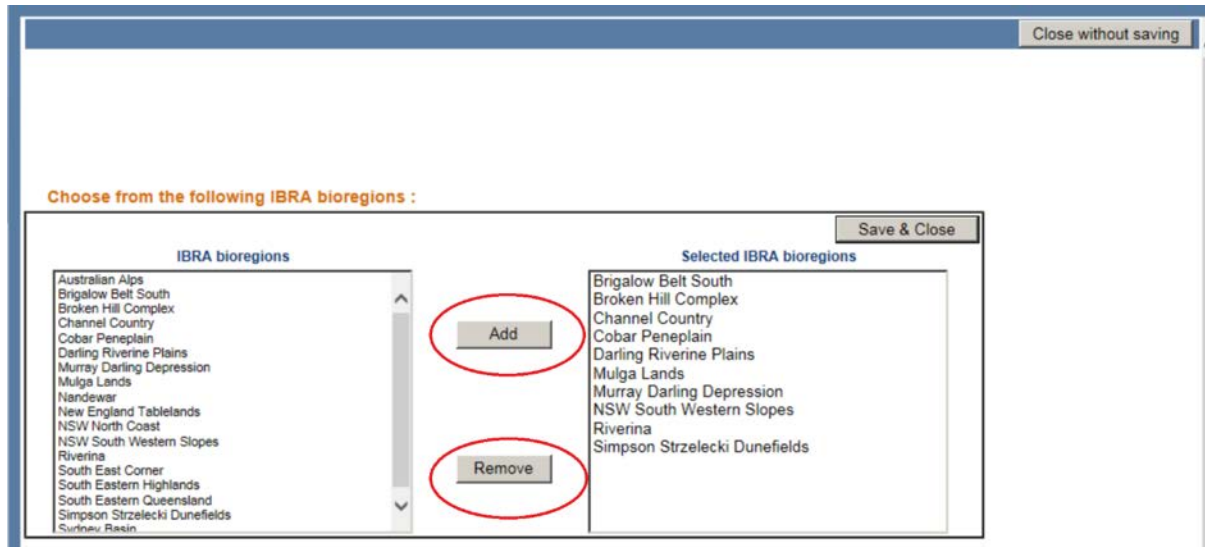 Close without saving
Choose from the following IBRA bioregions :
Save & Close
IBRA bioregions
Australian Alps
Brigalow Belt South
Broken Hill Complex
Channel Country
Cobar Peneplain
Darling Riverine Plains
Murray Darling Depression
Mulga Lands
Nandewar
New England Tablelands
NSW North Coast
NSW South Western Slopes
Riverina
South East Corner
South Eastern Highlands
South Eastern Queensland
Simpson Strzelecki Dunefields
Sydney Basin
Add
Remove
Selected IBRA bioregions
Brigalow Belt South
Broken Hill Complex
Channel Country
Cobar Peneplain
Darling Riverine Plains
Mulga Lands
Murray Darling Depression
NSW South Western Slopes
Riverina
Simpson Strzelecki Dunefields